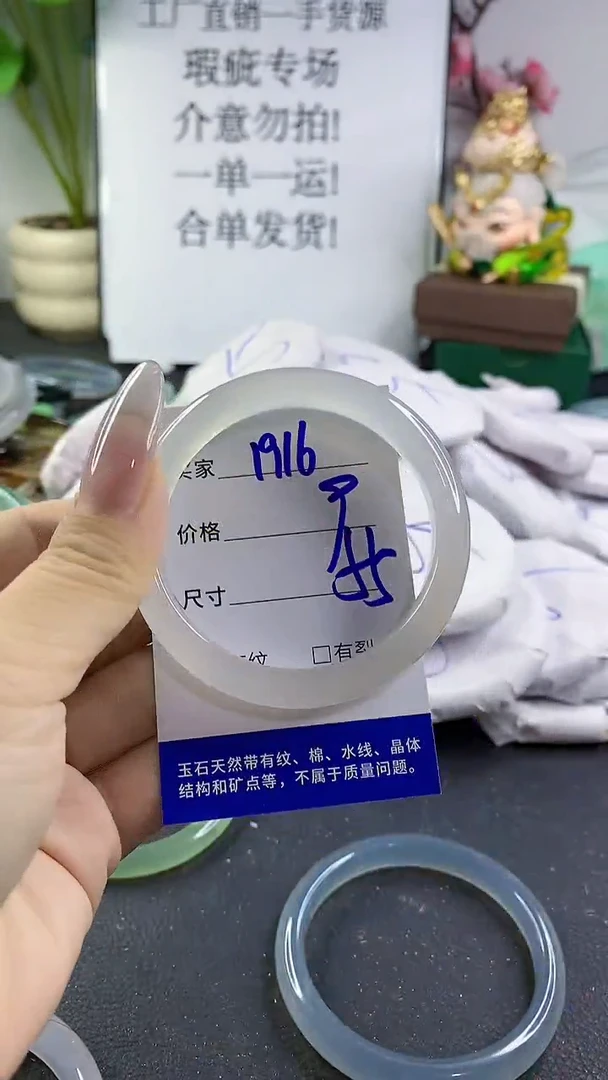 工厂直销一手货源
瑕疵专场
介意勿拍!
一单一运!
合单发货!
家 1916
价格
尺寸
纹 □有裂
玉石天然带有纹、棉、水线、晶体
结构和矿点等，不属于质量问题。